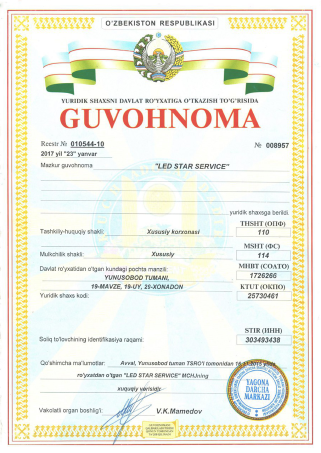 O'ZBEKISTON RESPUBLIKASI
YURIDIK SHAXSNI DAVLAT RO'YXATIGA O'TKAZISH TO'G'RISIDA
GUVOHNOMA
Reestr № 010544-10
№ 008957
2017 yil "23" yanvar
Mazkur guvohnoma "LED STAR SERVICE"
yuridik shaxsga berildi.
THSHT (ОПФ)
Tashkiliy-huquqiy shakli: Xususiy korxonasi 110
MSHT (ФС)
Mulkchilik shakli: Xususiy 114
Davlat ro'yxatidan o'tgan kundagi pochta manzili: MHBT (СОАТО)
YUNUSOBOD TUMANI, 1726266
19-MAVZE, 19-UY, 20-XONADON KTUT (ОКПО)
Yuridik shaxs kodi: 25730461
STIR (ИНН)
Soliq to'lovchining identifikasiya raqami: 303493438
Qo'shimcha ma'lumotlar: Avval, Yunusobod tuman TSRO'I tomonidan
ro'yxatdan o'tgan "LED STAR SERVICE" MCHJning
xuquqiy varisidir
YAGONA
DARCHA
MARKAZI
Vakolatli organ boshlig'i V.K.Mamedov